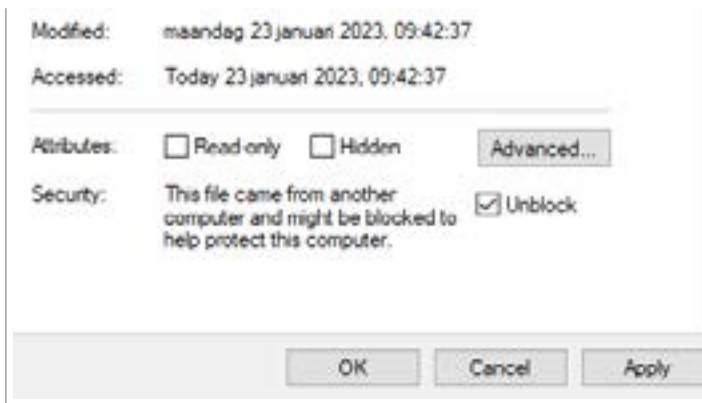 Modified: maandag 23 januari 2023, 09:42:37
Accessed: Today 23 januari 2023, 09:42:37
Attributes: Read-only Hidden Advanced...
Security: This file came from another
computer and might be blocked to
help protect this computer.
Unblock
OK Cancel Apply